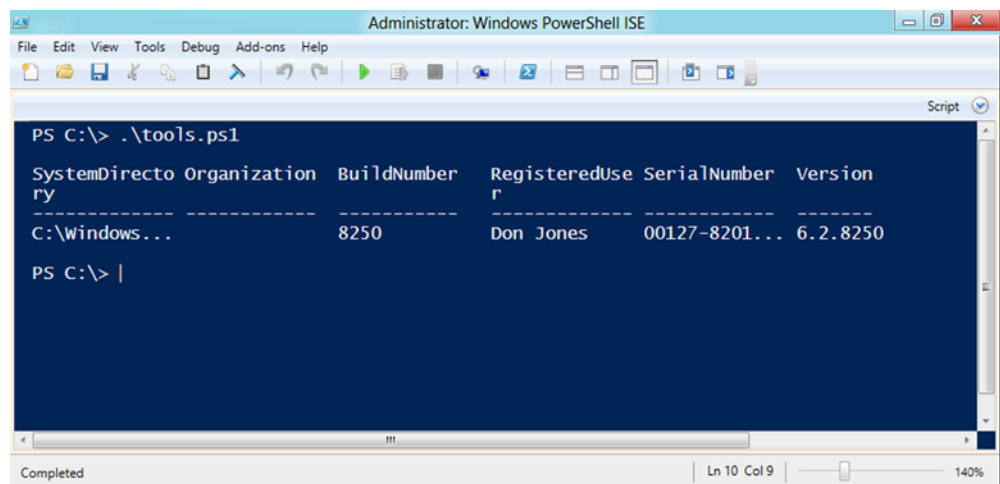 Administrator: Windows PowerShell ISE
File Edit View Tools Debug Add-ons Help
Script
PS C:\> .\tools.ps1
SystemDirecto Organization BuildNumber RegisteredUse SerialNumber Version
ry r
------------- ------------ ----------- ------------- ------------ -------
C:\Windows... 8250 Don Jones 00127-8201... 6.2.8250
PS C:\>
Completed Ln 10 Col 9 140%